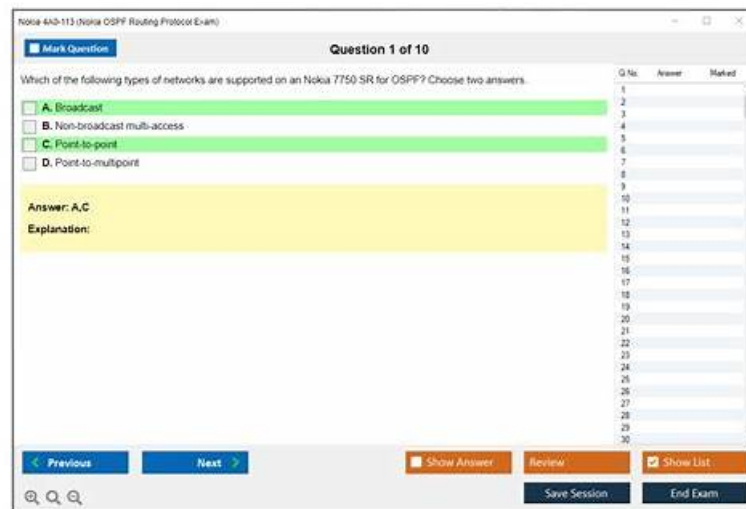 Nokia 4A0-113 (Nokia OSPF Routing Protocol Exam)
Mark Question
Question 1 of 10
Which of the following types of networks are supported on an Nokia 7750 SR for OSPF? Choose two answers.
A. Broadcast
B. Non-broadcast multi-access
C. Point-to-point
D. Point-to-multipoint
Answer: A,C
Explanation:
Q.No. Answer Marked
1
2
3
4
5
6
7
8
9
10
11
12
13
14
15
16
17
18
19
20
21
22
23
24
25
26
27
28
29
30
Previous
Next
Show Answer
Review
Show List
Save Session
End Exam